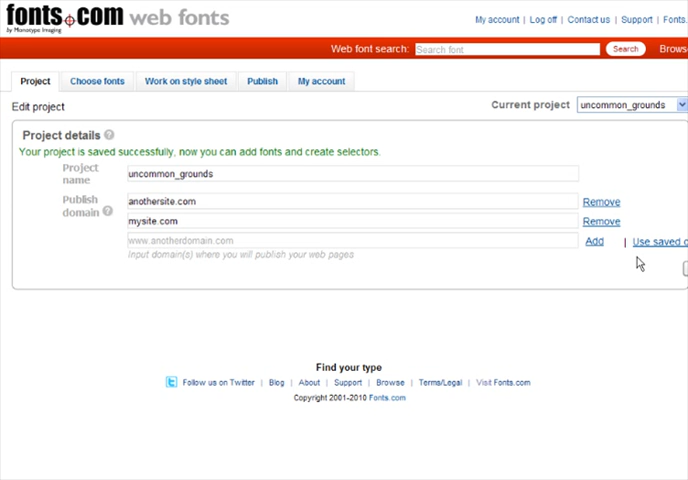 fonts.com web fonts
by Monotype Imaging
My account | Log off | Contact us | Support | Fonts.
Web font search: Search font Search Brows
Project Choose fonts Work on style sheet Publish My account
Edit project Current project uncommon_grounds
Project details ?
Your project is saved successfully, now you can add fonts and create selectors.
Project name uncommon_grounds
Publish domain ? anothersite.com Remove
mysite.com Remove
www.anotherdomain.com Add | Use saved
Input domain(s) where you will publish your web pages
Find your type
Follow us on Twitter | Blog | About | Support | Browse | Terms/Legal | Visit Fonts.com
Copyright 2001-2010 Fonts.com